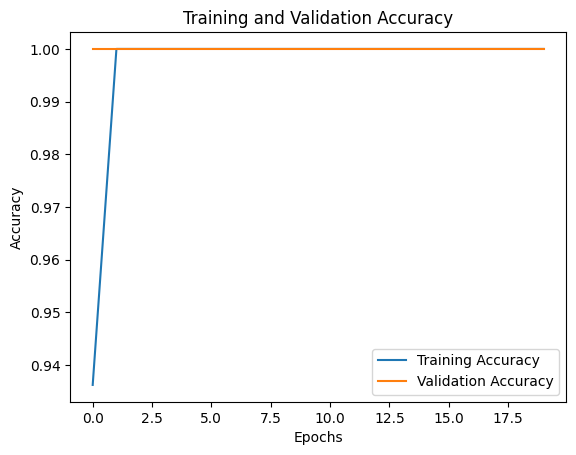 Training and Validation Accuracy
1.00
0.99
0.98
0.97
0.96
0.95
0.94
Accuracy
Training Accuracy
Validation Accuracy
0.0 2.5 5.0 7.5 10.0 12.5 15.0 17.5
Epochs